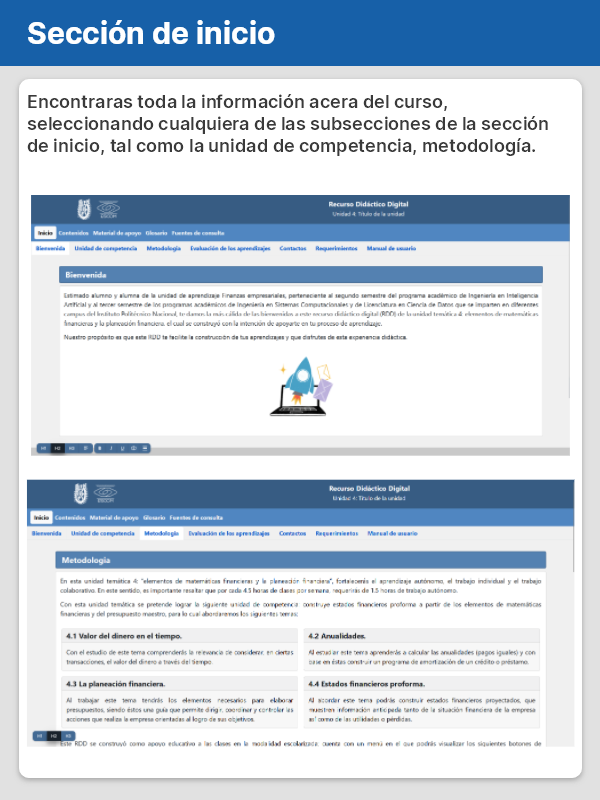 Sección de inicio
Encontraras toda la información acera del curso,
seleccionando cualquiera de las subsecciones de la sección
de inicio, tal como la unidad de competencia, metodología.
Recurso Didáctico Digital
Unidad 4: Título de la unidad
Inicio Contenidos Material de apoyo Glosario Fuentes de consulta
Bienvenida Unidad de competencia Metodología Evaluación de los aprendizajes Contactos Requerimientos Manual de usuario
Bienvenida
Estimado alumno y alumna de la unidad de aprendizaje Finanzas empresariales, perteneciente al segundo semestre del programa académico de Ingeniería en Inteligencia
Artificial y al tercer semestre de los programas académicos de Ingeniería en Sistemas Computacionales y de Licenciatura en Ciencia de Datos que se imparten en diferentes
campus del Instituto Politécnico Nacional, te damos la más cálida de las bienvenidas a este recurso didáctico digital (RDD) de la unidad temática 4: elementos de matemáticas
financieras y la planeación financiera, el cual se construyó con la intención de apoyarte en tu proceso de aprendizaje.
Nuestro propósito es que este RDD te facilite la construcción de tus aprendizajes y que disfrutes de esta experiencia didáctica.
H1 H2 H3 P B I U
Recurso Didáctico Digital
Unidad 4: Título de la unidad
Inicio Contenidos Material de apoyo Glosario Fuentes de consulta
Bienvenida Unidad de competencia Metodología Evaluación de los aprendizajes Contactos Requerimientos Manual de usuario
Metodología
En esta unidad temática 4: "elementos de matemáticas financieras y la planeación financiera", fortalecerás el aprendizaje autónomo, el trabajo individual y el trabajo
colaborativo. En este sentido, es importante resaltar que por cada 4.5 horas de clases por semana, requerirás de 1.5 horas de trabajo autónomo.
Con esta unidad temática se pretende lograr la siguiente unidad de competencia: construye estados financieros proforma a partir de los elementos de matemáticas
financieras y del presupuesto maestro, para lo cual abordaremos los siguientes temas:
4.1 Valor del dinero en el tiempo.
Con el estudio de este tema comprenderás la relevancia de considerar, en ciertas
transacciones, el valor del dinero a través del tiempo.
4.2 Anualidades.
Al estudiar este tema aprenderás a calcular las anualidades (pagos iguales) y con
base en éstas construir un programa de amortización de un crédito o préstamo.
4.3 La planeación financiera.
Al trabajar este tema tendrás los elementos necesarios para elaborar
presupuestos, siendo éstos una guía que permite dirigir, coordinar y controlar las
acciones que realiza la empresa orientadas al logro de sus objetivos.
4.4 Estados financieros proforma.
Al abordar este tema podrás construir estados financieros proyectados, que
muestren información anticipada tanto de la situación financiera de la empresa
así como de las utilidades o pérdidas.
H1 H2 H3
Este RDD se construyó como apoyo educativo a las clases en la modalidad escolarizada, cuenta con un menú en el que podrás visualizar los siguientes botones de